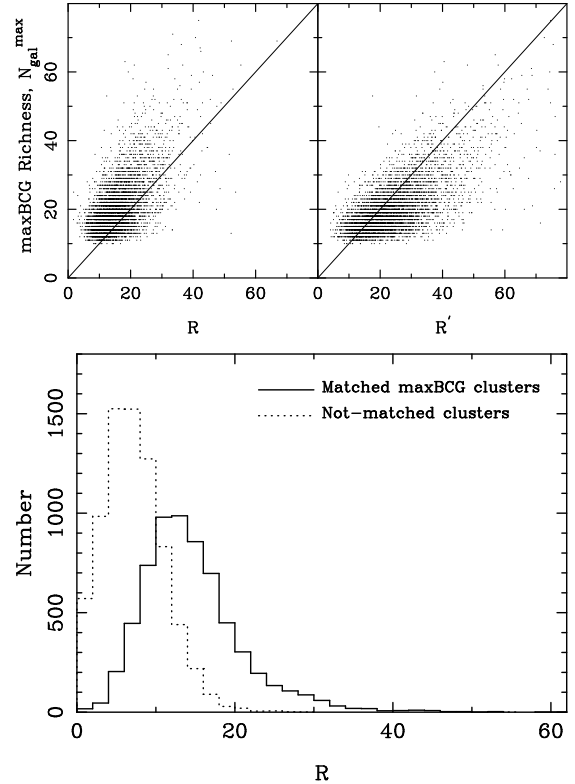 maxBCG Richness, N_gal^max
80
60
40
20
0
0 20 40 60 0 20 40 60
R R′
Matched maxBCG clusters
Not-matched clusters
Number
1500
1000
500
0
0 20 40 60
R